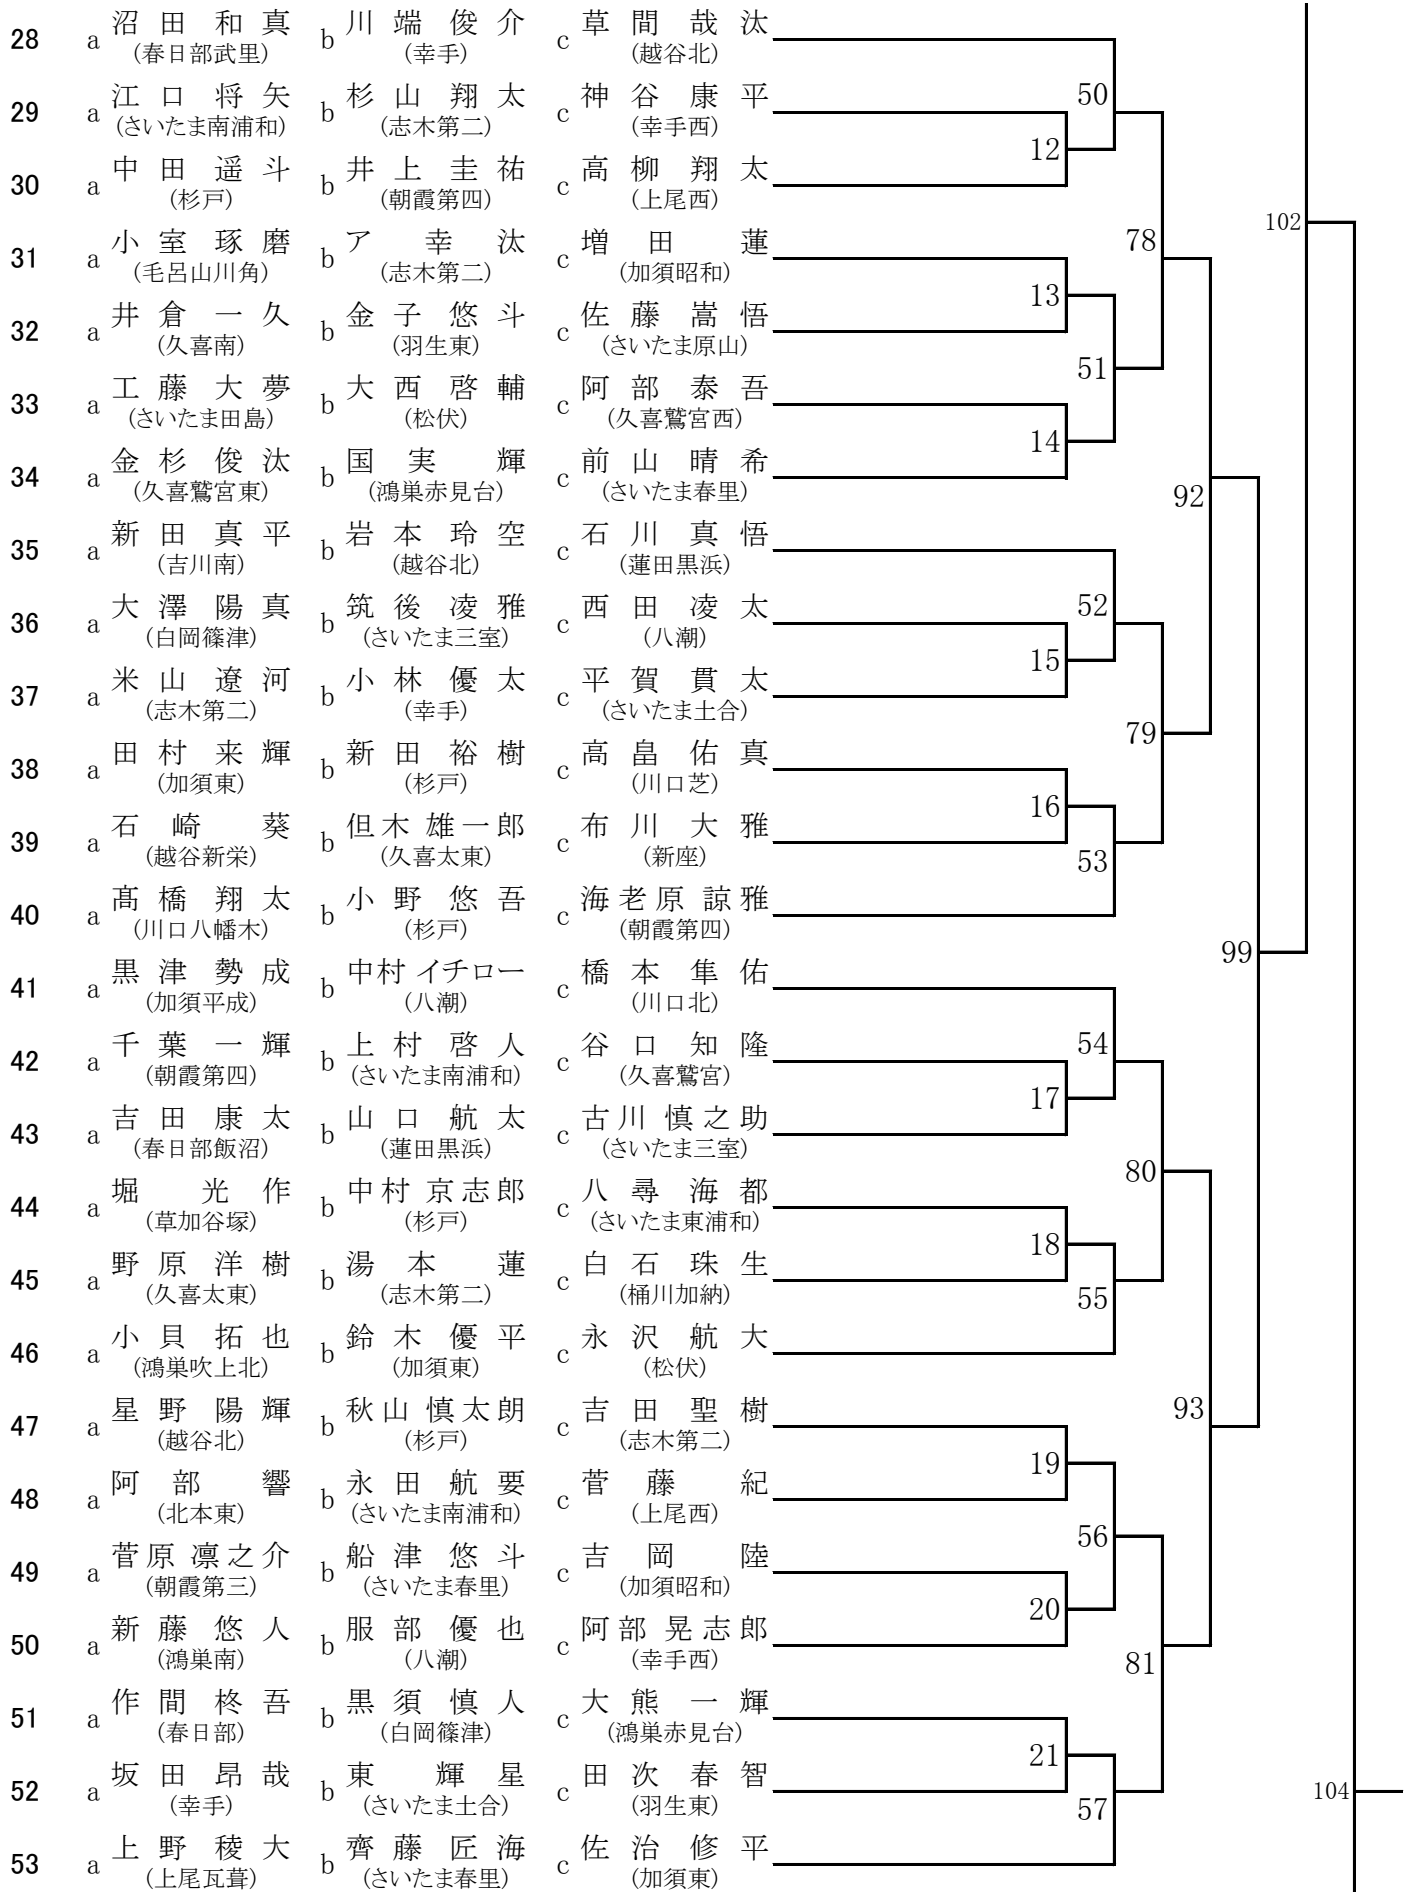 28 a 沼田和真 b 川端俊介 c 草間哉汰
(春日部武里) (幸手) (越谷北)
50
29 a 江口将矢 b 杉山翔太 c 神谷康平
(さいたま南浦和) (志木第二) (幸手西)
12
30 a 中田遥斗 b 井上圭祐 c 高柳翔太
(杉戸) (朝霞第四) (上尾西)
102
31 a 小室琢磨 b ア幸汰 c 増田蓮
(毛呂山川角) (志木第二) (加須昭和)
78
13
32 a 井倉一久 b 金子悠斗 c 佐藤嵩悟
(久喜南) (羽生東) (さいたま原山)
51
33 a 工藤大夢 b 大西啓輔 c 阿部泰吾
(さいたま田島) (松伏) (久喜鷲宮西)
14
34 a 金杉俊汰 b 国実輝 c 前山晴希
(久喜鷲宮東) (鴻巣赤見台) (さいたま春里)
92
35 a 新田真平 b 岩本玲空 c 石川真悟
(吉川南) (越谷北) (蓮田黒浜)
52
36 a 大澤陽真 b 筑後凌雅 c 西田凌太
(白岡篠津) (さいたま三室) (八潮)
15
37 a 米山遼河 b 小林優太 c 平賀貫太
(志木第二) (幸手) (さいたま土合)
79
38 a 田村来輝 b 新田裕樹 c 高畠佑真
(加須東) (杉戸) (川口芝)
16
39 a 石崎葵 b 但木雄一郎 c 布川大雅
(越谷新栄) (久喜太東) (新座)
53
40 a 髙橋翔太 b 小野悠吾 c 海老原諒雅
(川口八幡木) (杉戸) (朝霞第四)
99
41 a 黒津勢成 b 中村イチロー c 橋本隼佑
(加須平成) (八潮) (川口北)
54
42 a 千葉一輝 b 上村啓人 c 谷口知隆
(朝霞第四) (さいたま南浦和) (久喜鷲宮)
17
43 a 吉田康太 b 山口航太 c 古川慎之助
(春日部飯沼) (蓮田黒浜) (さいたま三室)
80
44 a 堀光作 b 中村京志郎 c 八尋海都
(草加谷塚) (杉戸) (さいたま東浦和)
18
45 a 野原洋樹 b 湯本蓮 c 白石珠生
(久喜太東) (志木第二) (桶川加納)
55
46 a 小貝拓也 b 鈴木優平 c 永沢航大
(鴻巣吹上北) (加須東) (松伏)
93
47 a 星野陽輝 b 秋山慎太朗 c 吉田聖樹
(越谷北) (杉戸) (志木第二)
19
48 a 阿部響 b 永田航要 c 菅藤紀
(北本東) (さいたま南浦和) (上尾西)
56
49 a 菅原凛之介 b 船津悠斗 c 吉岡陸
(朝霞第三) (さいたま春里) (加須昭和)
20
50 a 新藤悠人 b 服部優也 c 阿部晃志郎
(鴻巣南) (八潮) (幸手西)
81
51 a 作間柊吾 b 黒須慎人 c 大熊一輝
(春日部) (白岡篠津) (鴻巣赤見台)
21
52 a 坂田昂哉 b 東輝星 c 田次春智
(幸手) (さいたま土合) (羽生東)
104
57
53 a 上野稜大 b 齊藤匠海 c 佐治修平
(上尾瓦葺) (さいたま春里) (加須東)